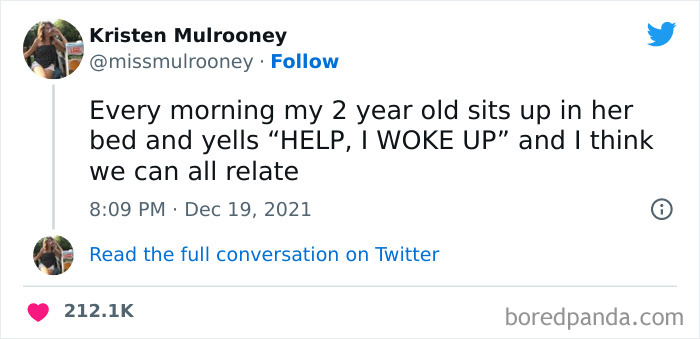 Kristen Mulrooney
@missmulrooney · Follow
Every morning my 2 year old sits up in her
bed and yells “HELP, I WOKE UP” and I think
we can all relate
8:09 PM · Dec 19, 2021
Read the full conversation on Twitter
212.1K
boredpanda.com